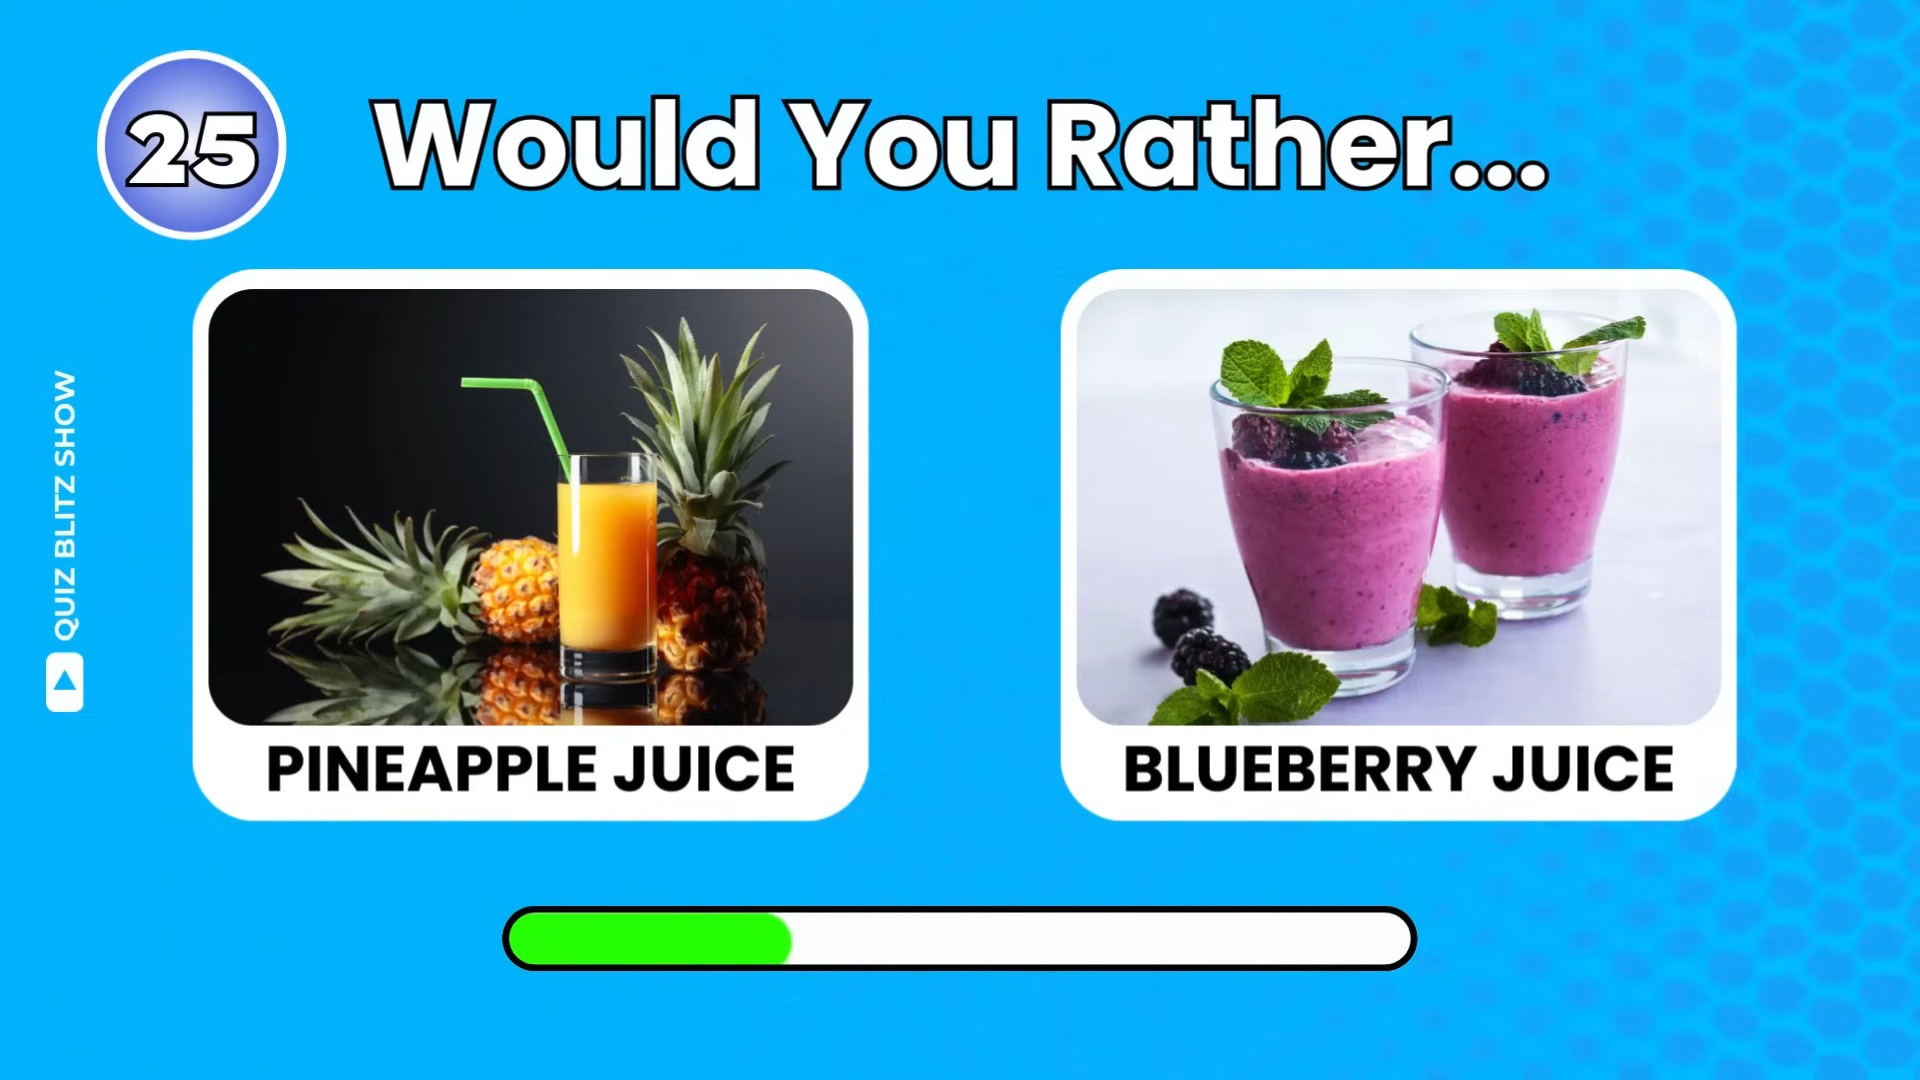 25
Would You Rather...
QUIZ BLITZ SHOW
PINEAPPLE JUICE
BLUEBERRY JUICE